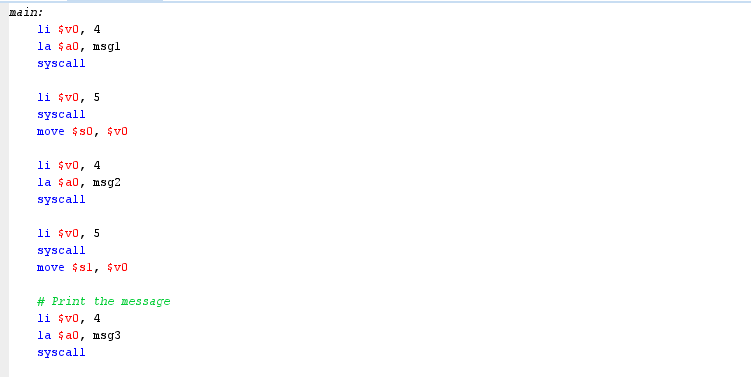 main:
li $v0, 4
la $a0, msg1
syscall
li $v0, 5
syscall
move $s0, $v0
li $v0, 4
la $a0, msg2
syscall
li $v0, 5
syscall
move $s1, $v0
# Print the message
li $v0, 4
la $a0, msg3
syscall